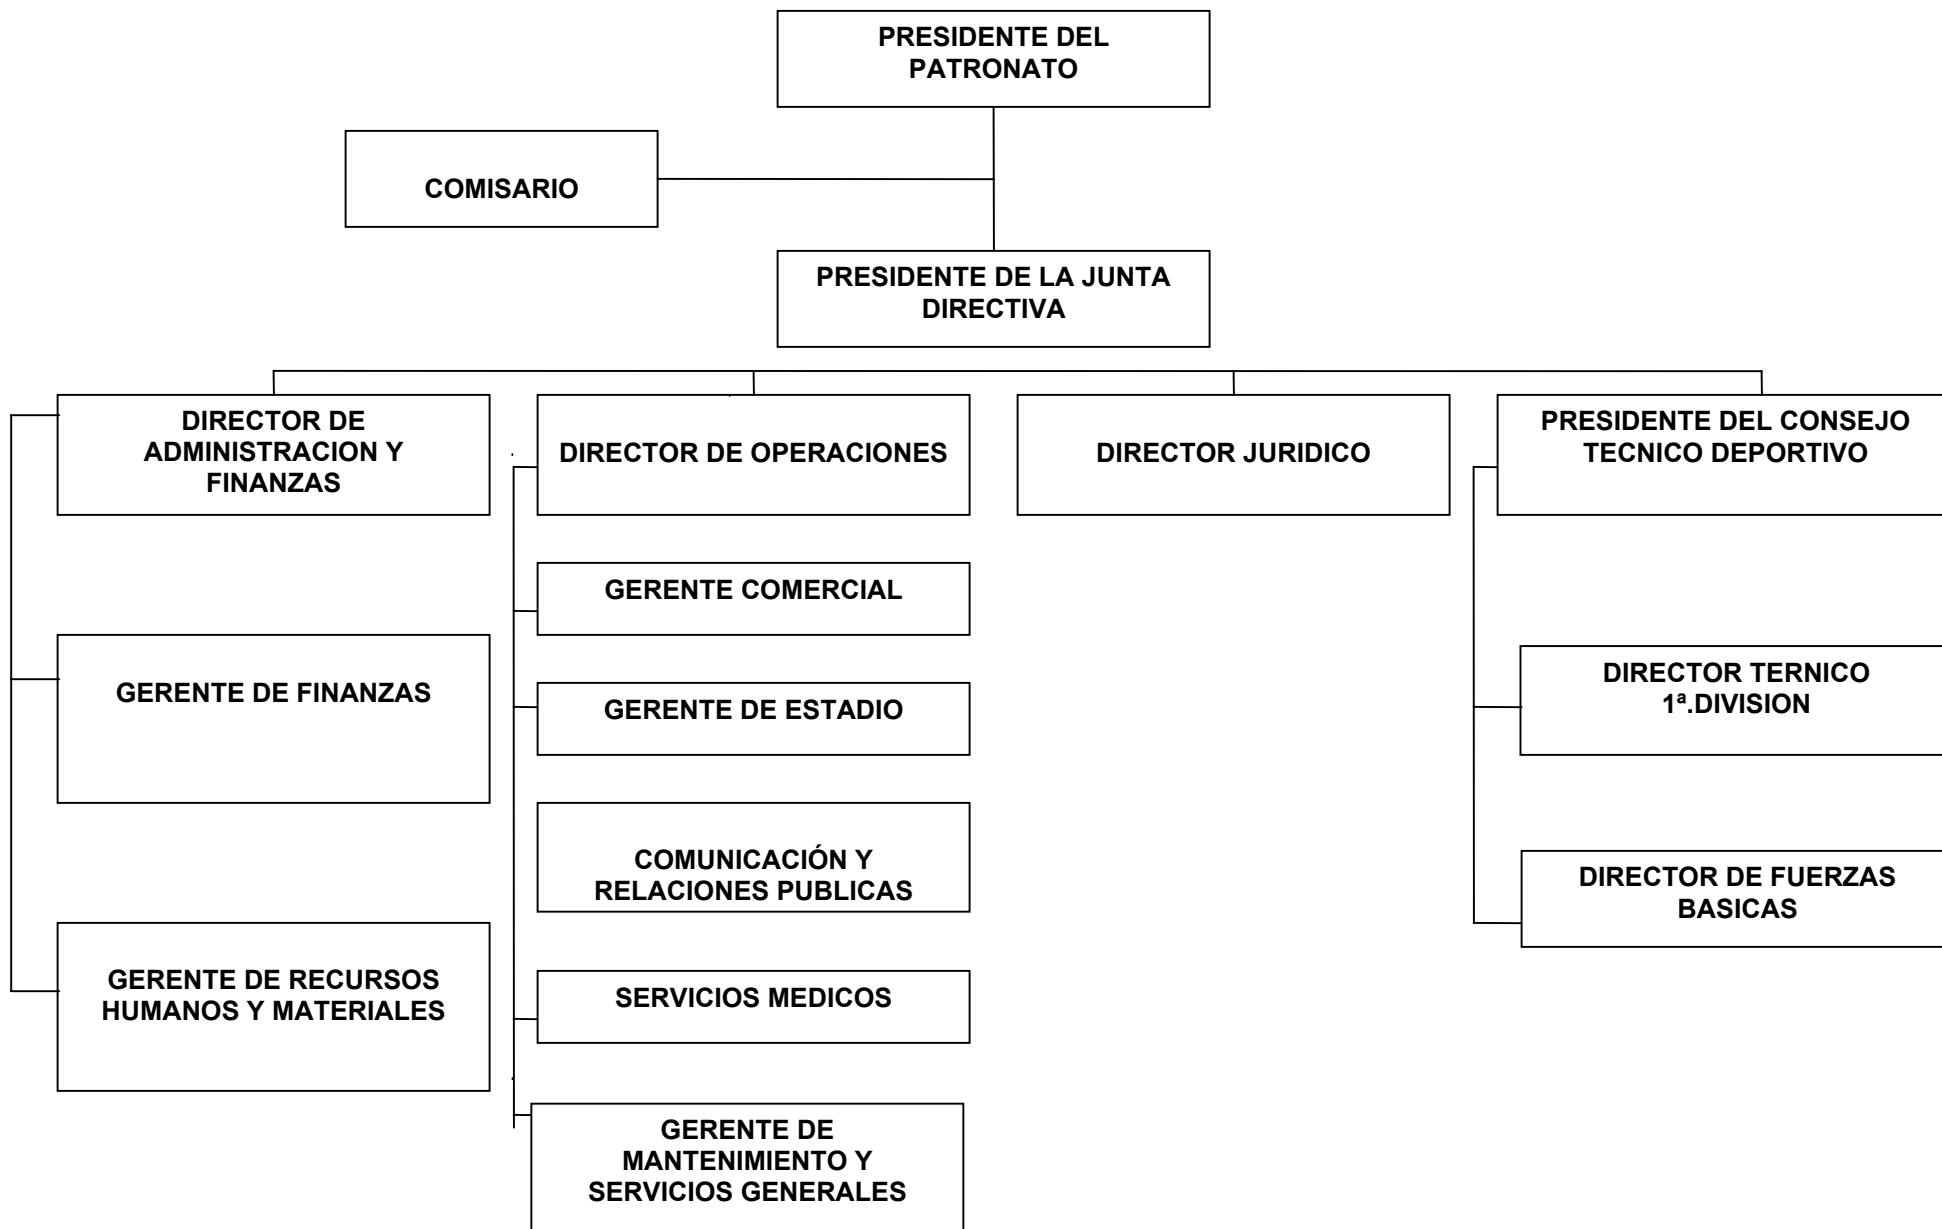 PRESIDENTE DEL
PATRONATO
COMISARIO
PRESIDENTE DE LA JUNTA
DIRECTIVA
DIRECTOR DE
ADMINISTRACION Y
FINANZAS
DIRECTOR DE OPERACIONES
DIRECTOR JURIDICO
PRESIDENTE DEL CONSEJO
TECNICO DEPORTIVO
GERENTE DE FINANZAS
GERENTE DE RECURSOS
HUMANOS Y MATERIALES
GERENTE COMERCIAL
GERENTE DE ESTADIO
COMUNICACIÓN Y
RELACIONES PUBLICAS
SERVICIOS MEDICOS
GERENTE DE
MANTENIMIENTO Y
SERVICIOS GENERALES
DIRECTOR TERNICO
1ª.DIVISION
DIRECTOR DE FUERZAS
BASICAS